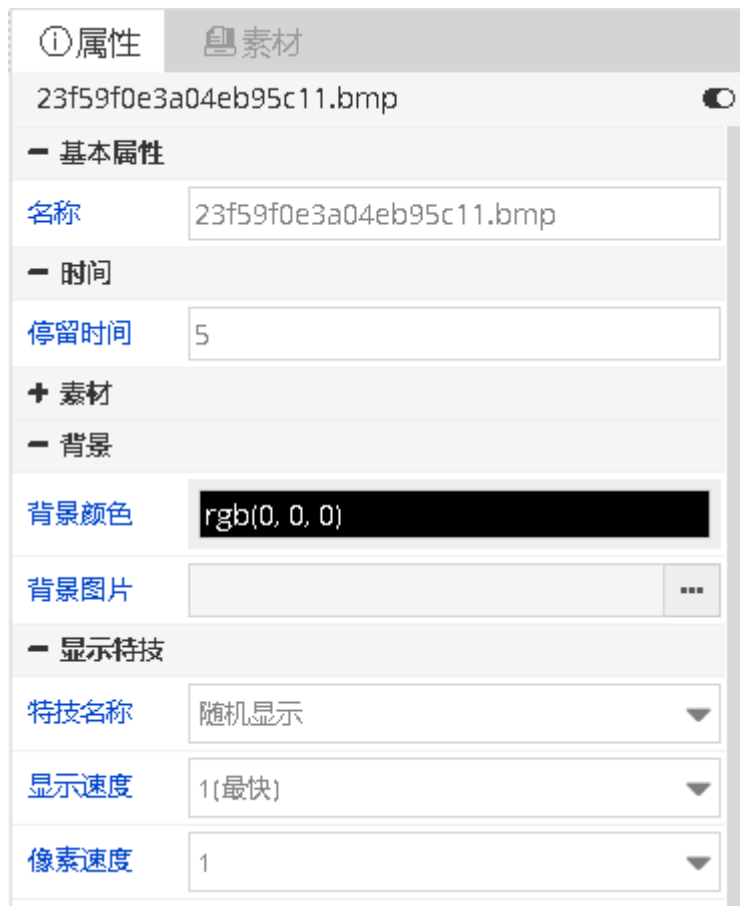 属性 素材
23f59f0e3a04eb95c11.bmp
基本属性
名称 23f59f0e3a04eb95c11.bmp
时间
停留时间 5
素材
背景
背景颜色 rgb(0, 0, 0)
背景图片 ...
显示特技
特技名称 随机显示
显示速度 1(最快)
像素速度 1